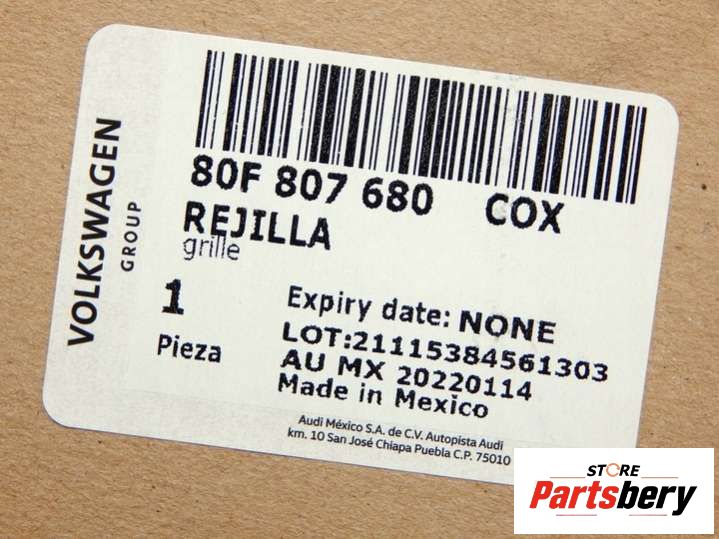 VOLKSWAGEN
GROUP
80F 807 680 COX
REJILLA
grille
1
Pieza
Expiry date: NONE
LOT:21115384561303
AU MX 20220114
Made in Mexico
Audi México S.A. de C.V. Autopista Audi
km. 10 San José Chiapa Puebla C.P. 75010
STORE
Partsbery